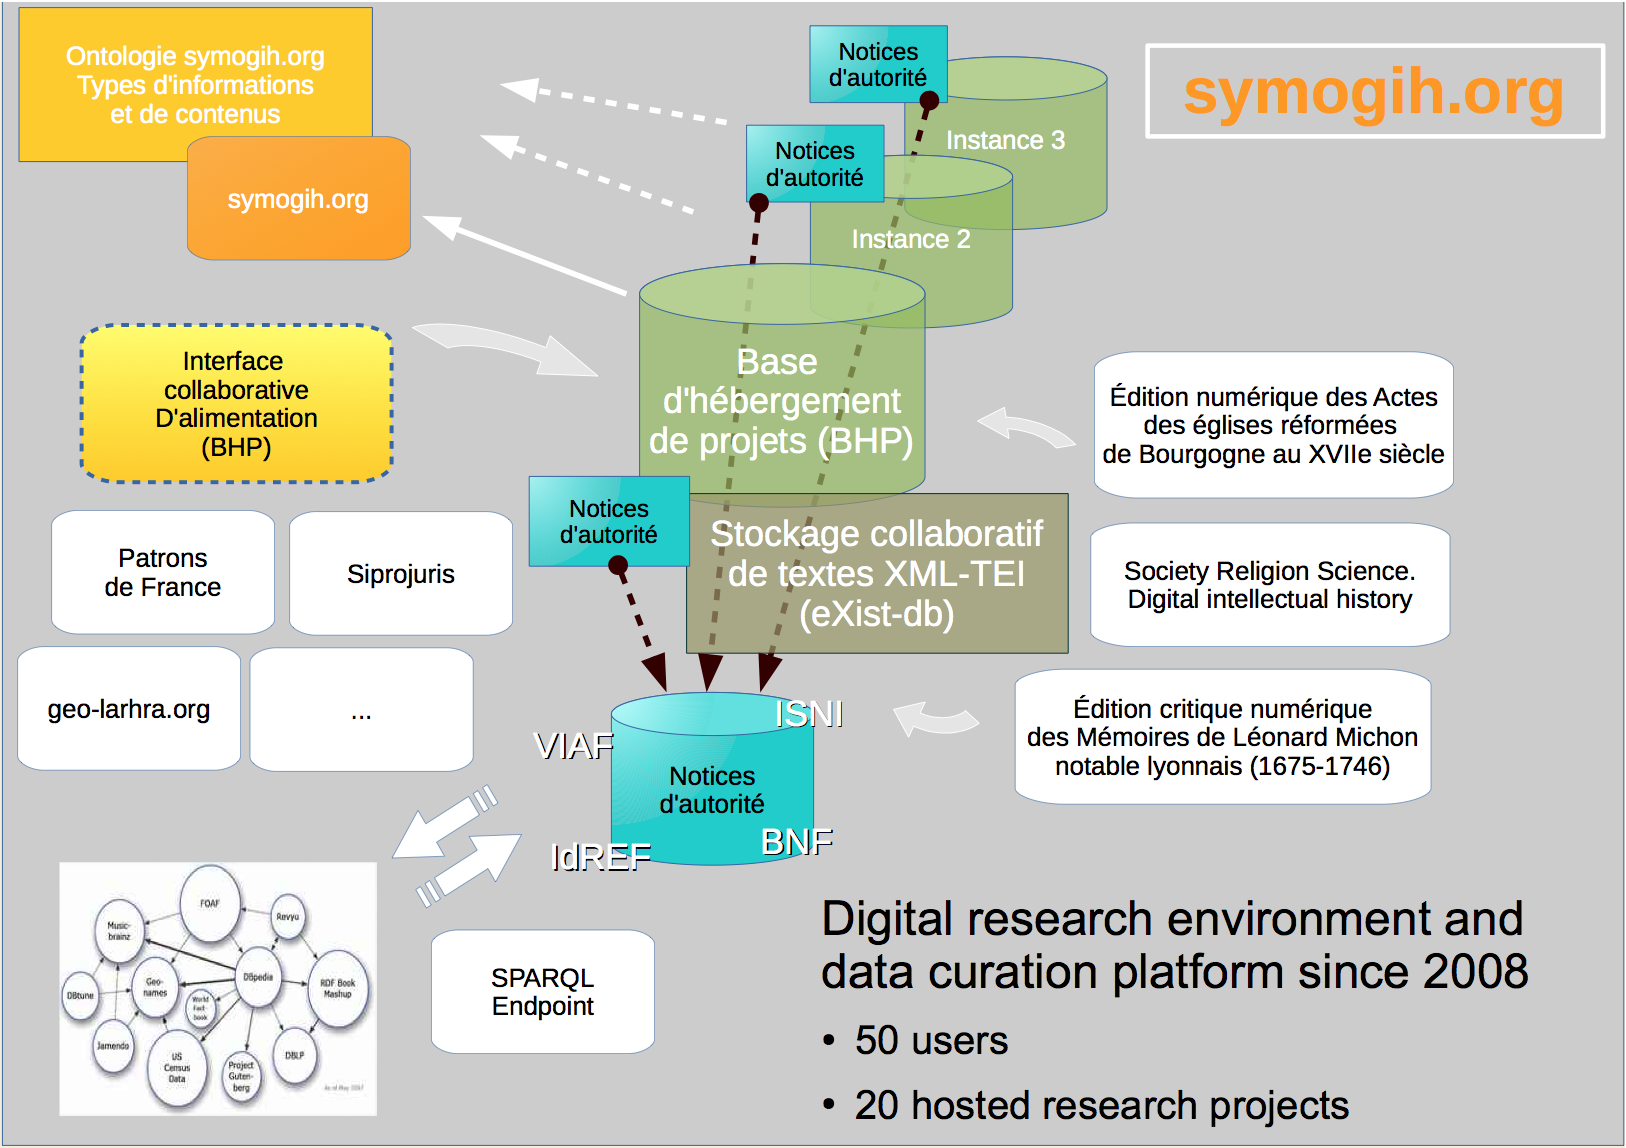 Ontologie symogih.org
Types d'informations
et de contenus
symogih.org
Notices
d'autorité
Instance 3
Notices
d'autorité
Instance 2
symogih.org
Interface
collaborative
D'alimentation
(BHP)
Base
d'hébergement
de projets (BHP)
Édition numérique des Actes
des églises réformées
de Bourgogne au XVIIe siècle
Notices
d'autorité
Stockage collaboratif
de textes XML-TEI
(eXist-db)
Patrons
de France
Siprojuris
Society Religion Science.
Digital intellectual history
geo-larhra.org
...
Édition critique numérique
des Mémoires de Léonard Michon
notable lyonnais (1675-1746)
ISNI
VIAF
Notices
d'autorité
BNF
IdREF
FOAF
Revyu
Music-
brainz
DBpedia
Geo-
names
DBtune
World
Fact-
book
RDF Book
Mashup
Jamendo
US
Census
Data
Project
Guten-
berg
DBLP
As of May 2007
SPARQL
Endpoint
Digital research environment and
data curation platform since 2008
• 50 users
• 20 hosted research projects